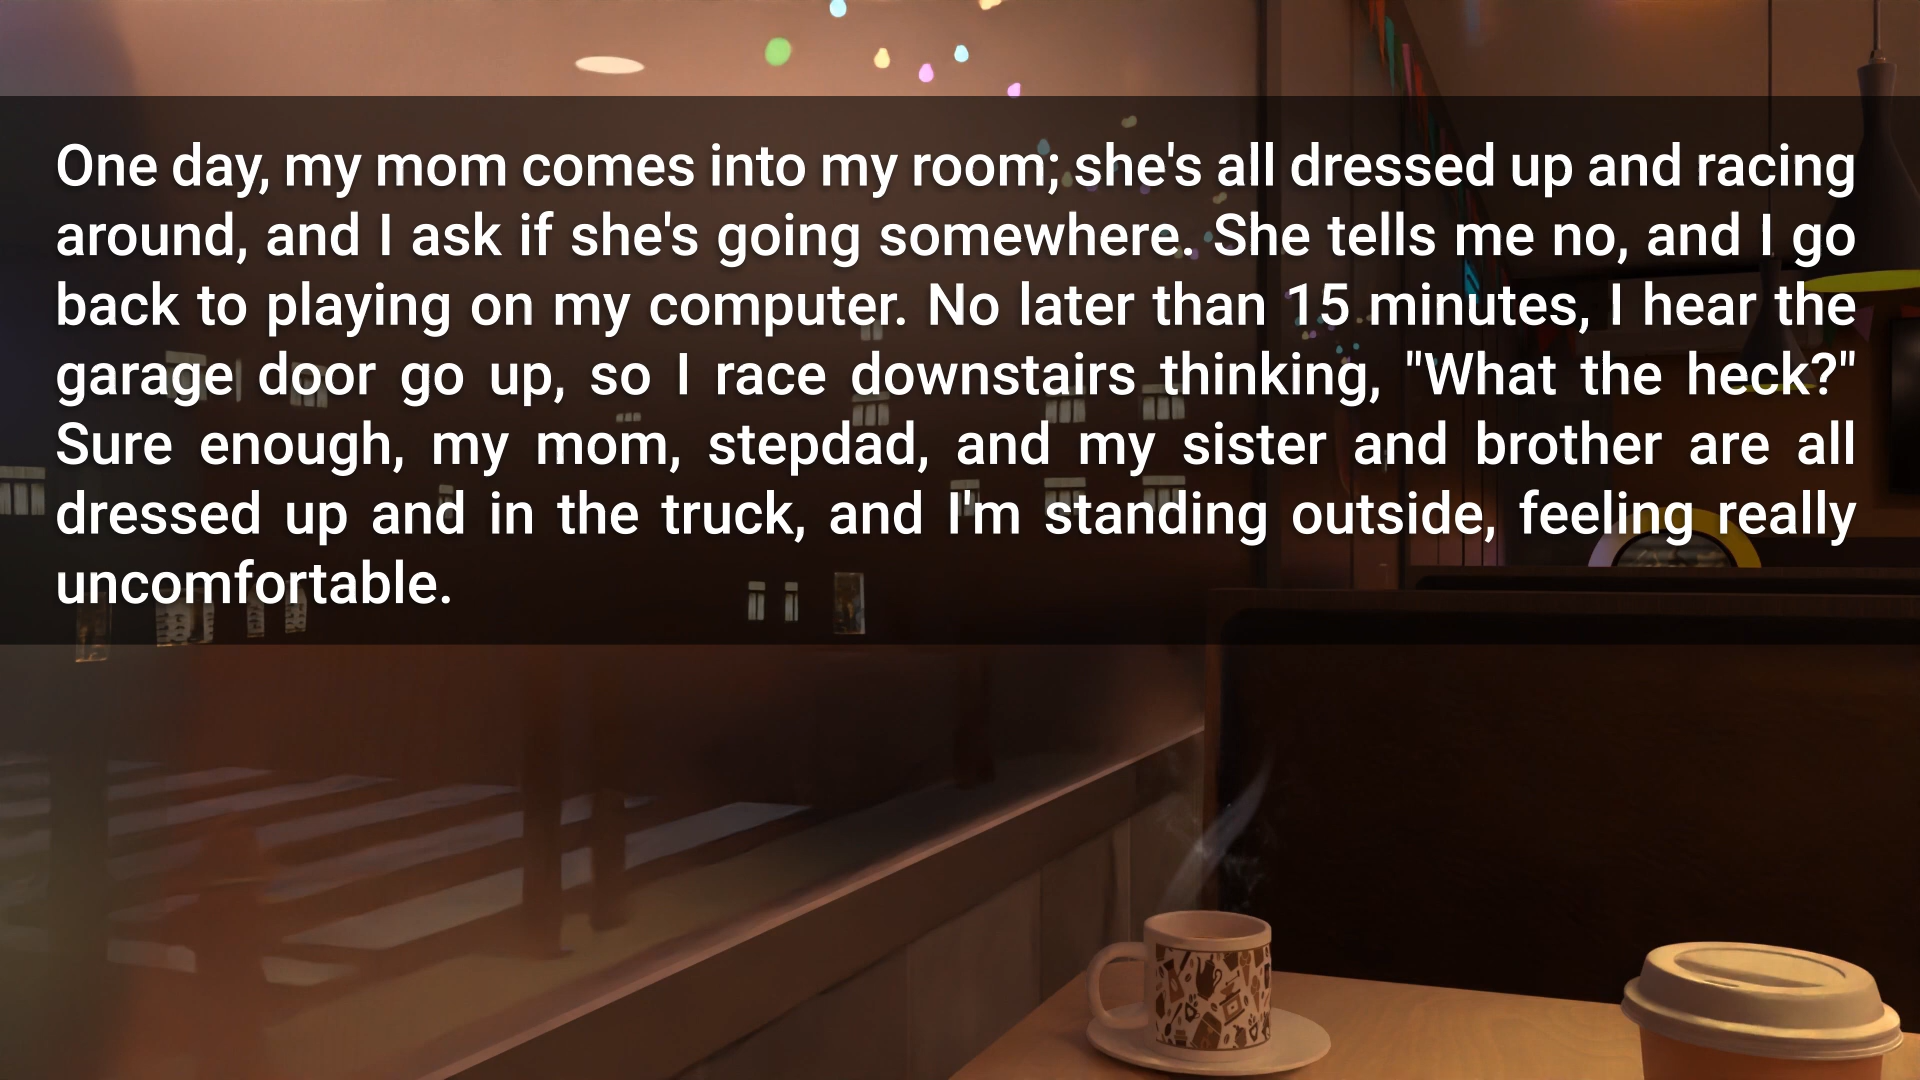 One day, my mom comes into my room; she's all dressed up and racing
around, and I ask if she's going somewhere. She tells me no, and I go
back to playing on my computer. No later than 15 minutes, I hear the
garage door go up, so I race downstairs thinking, "What the heck?"
Sure enough, my mom, stepdad, and my sister and brother are all
dressed up and in the truck, and I'm standing outside, feeling really
uncomfortable.